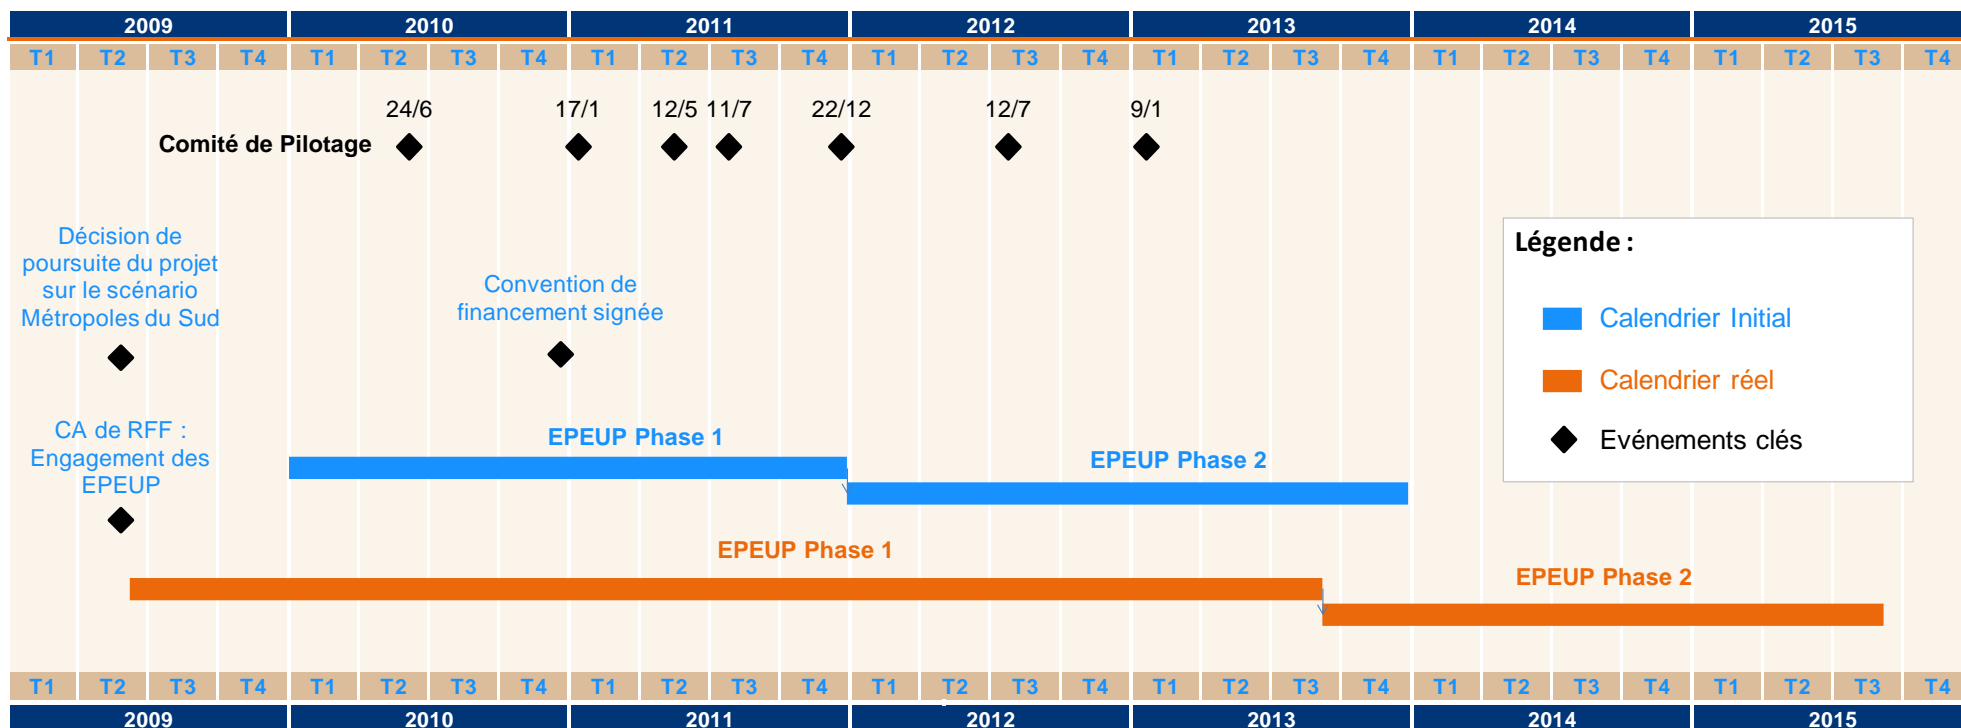 2009 2010 2011 2012 2013 2014 2015
T1 T2 T3 T4 T1 T2 T3 T4 T1 T2 T3 T4 T1 T2 T3 T4 T1 T2 T3 T4 T1 T2 T3 T4 T1 T2 T3 T4
24/6 17/1 12/5 11/7 22/12 12/7 9/1
Comité de Pilotage
Décision de
poursuite du projet
sur le scénario
Métropoles du Sud
Convention de
financement signée
Légende :
Calendrier Initial
Calendrier réel
Evénements clés
CA de RFF :
Engagement des
EPEUP
EPEUP Phase 1
EPEUP Phase 2
EPEUP Phase 1
EPEUP Phase 2
T1 T2 T3 T4 T1 T2 T3 T4 T1 T2 T3 T4 T1 T2 T3 T4 T1 T2 T3 T4 T1 T2 T3 T4 T1 T2 T3 T4
2009 2010 2011 2012 2013 2014 2015